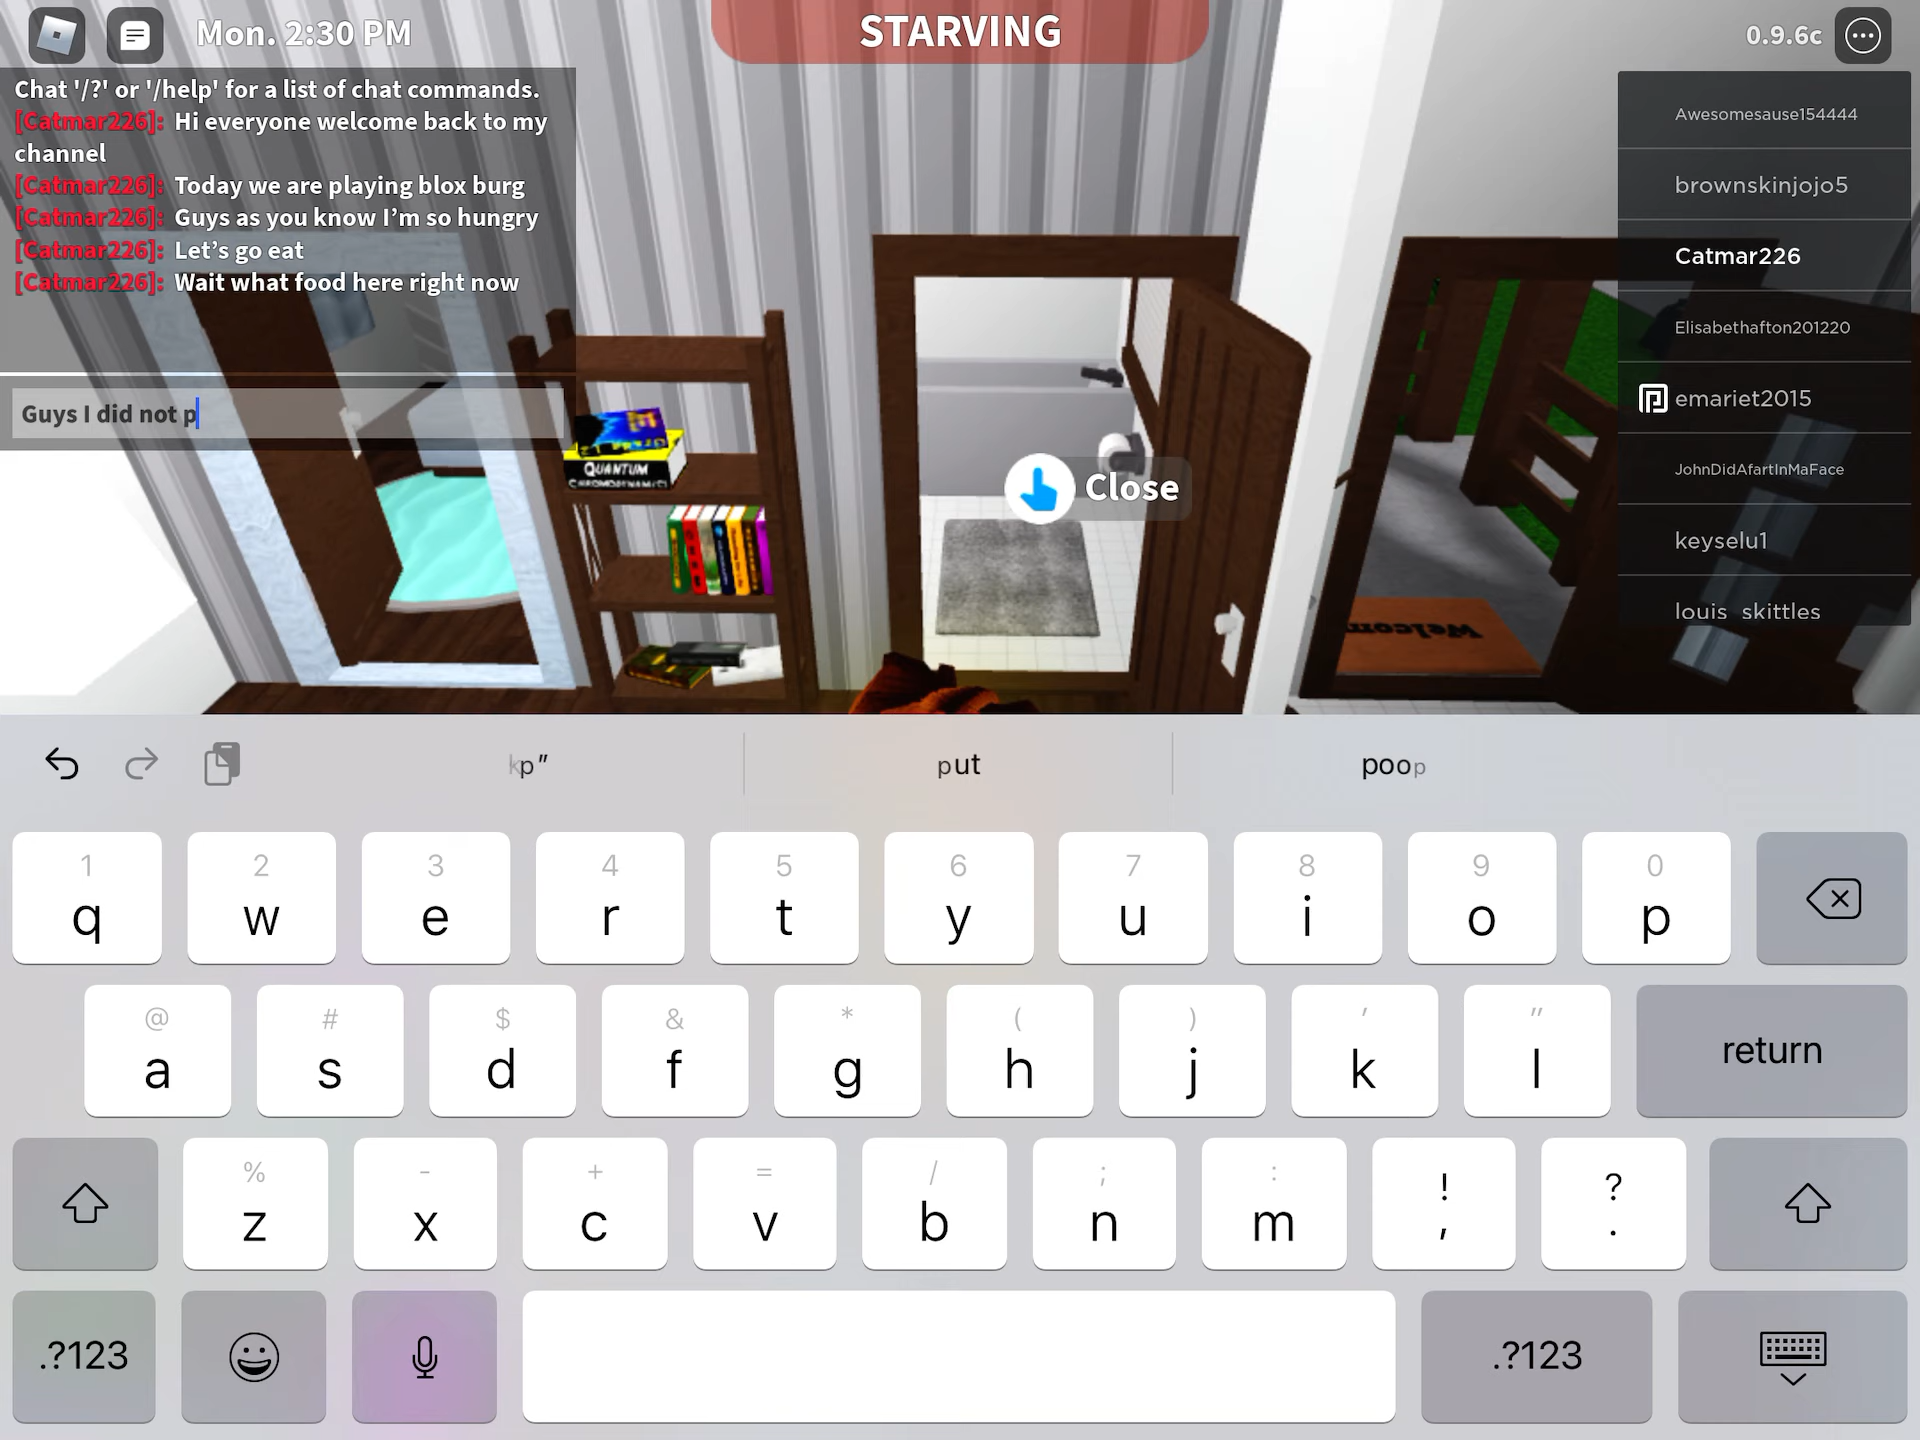 Mon. 2:30 PM
STARVING
0.9.6c
Chat '/?' or '/help' for a list of chat commands.
[Catmar226]: Hi everyone welcome back to my
channel
[Catmar226]: Today we are playing blox burg
[Catmar226]: Guys as you know I’m so hungry
[Catmar226]: Let’s go eat
[Catmar226]: Wait what food here right now
Guys I did not p
Awesomesause154444
brownskinjojo5
Catmar226
Elisabethafton201220
emariet2015
JohnDidAfartInMaFace
keyselu1
louis_skittles
QUANTUM
CHROMODYNAMICS
Close
Welcome
kp”
put
poop
1 2 3 4 5 6 7 8 9 0
q w e r t y u i o p
@ # $ & * ( ) ' "
a s d f g h j k l return
% - + = / ; : ! ?
z x c v b n m , .
.?123 .?123